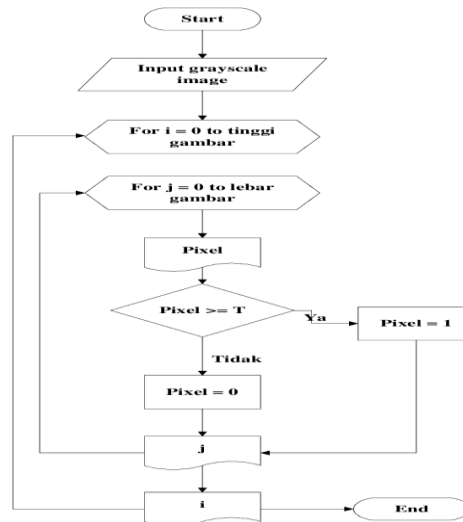 Start
Input grayscale
image
For i = 0 to tinggi
gambar
For j = 0 to lebar
gambar
Pixel
Pixel >= T
Ya
Pixel = 1
Tidak
Pixel = 0
j
i
End